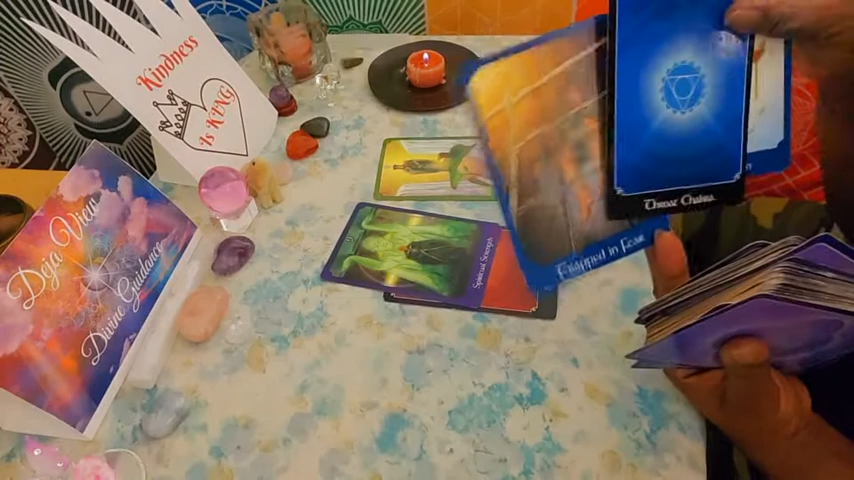 Kindness
is KING
Deja View
Divine Guidance
Throat Chakra
Trapped in Fear
Spiritual Strength